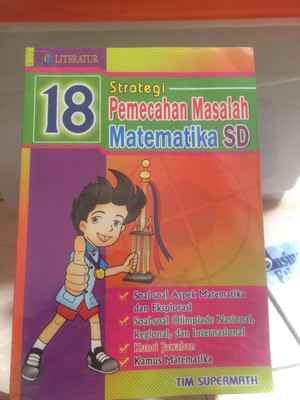 LITERATUR
18
Strategi
Pemecahan Masalah
Matematika SD
Soal-soal Aspek Matematika
dan Eksplorasi
Soal-soal Olimpiade Nasional,
Regional, dan Internasional
Kunci Jawaban
Kamus Matematika
TIM SUPERMATH